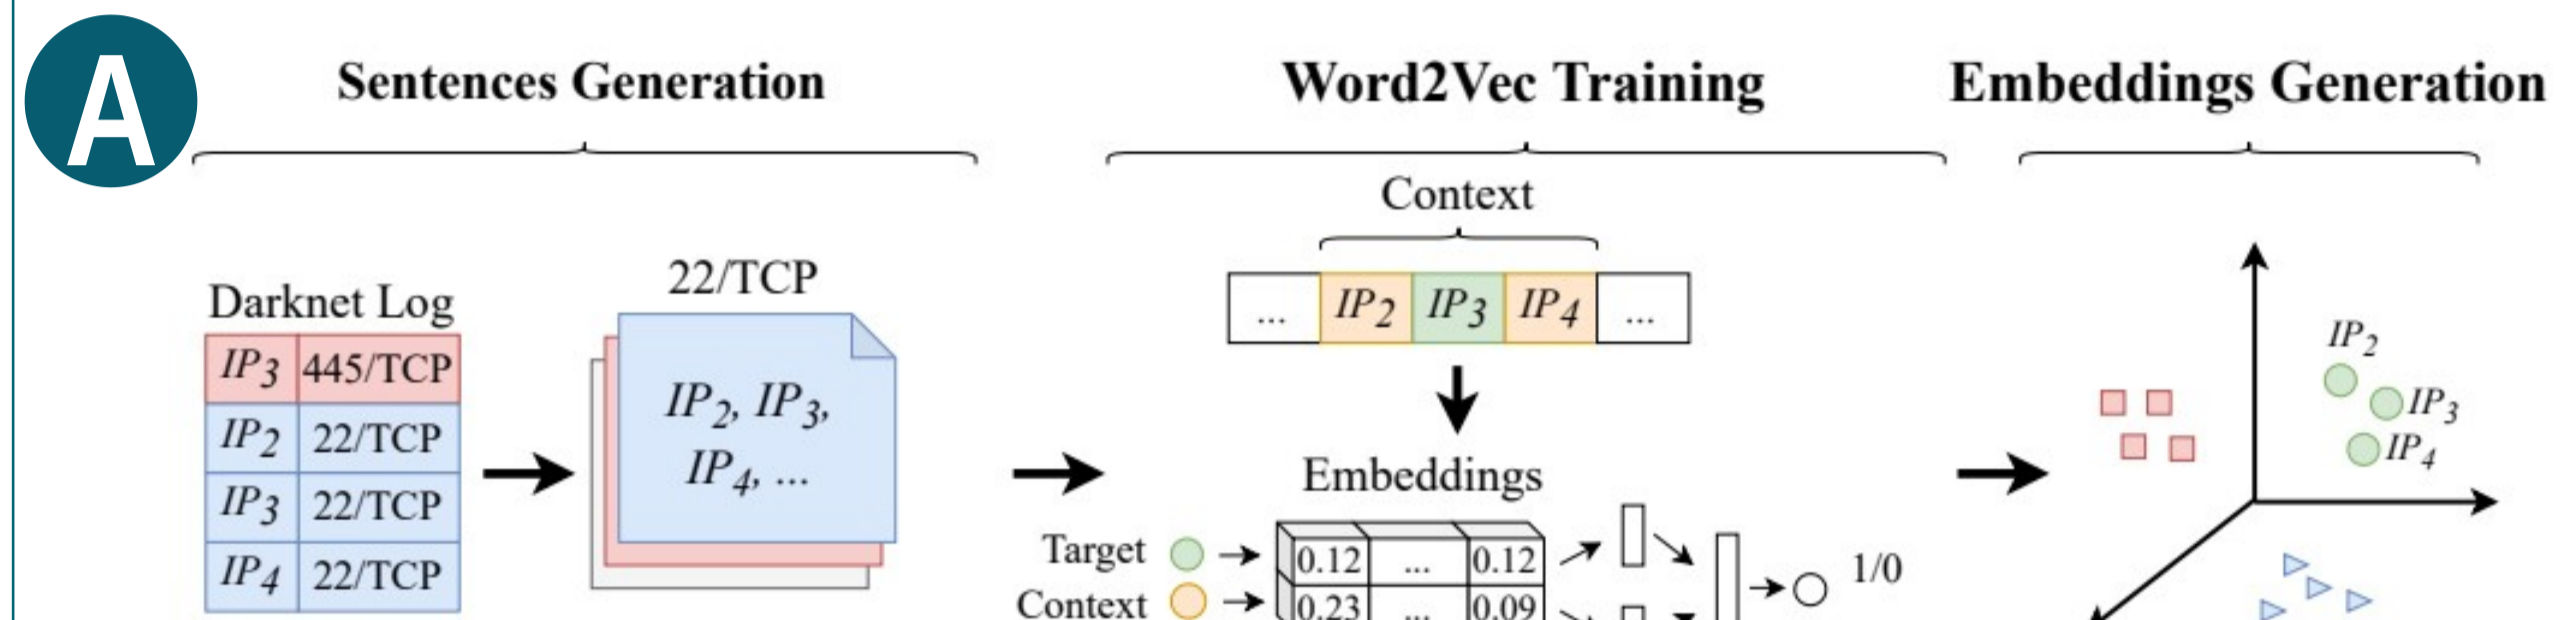 A
Sentences Generation
Word2Vec Training
Embeddings Generation
Darknet Log
IP3 445/TCP
IP2 22/TCP
IP3 22/TCP
IP4 22/TCP
22/TCP
IP2, IP3,
IP4, ...
Context
... IP2 IP3 IP4 ...
Embeddings
Target
Context
0.12 ... 0.12
0.23 ... 0.09
1/0
IP2
IP3
IP4